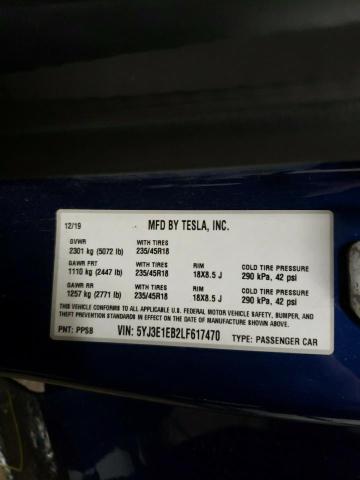 12/19 MFD BY TESLA, INC.
GVWR WITH TIRES
2301 kg (5072 lb) 235/45R18
GAWR FRT WITH TIRES RIM COLD TIRE PRESSURE
1110 kg (2447 lb) 235/45R18 18X8.5 J 290 kPa, 42 psi
GAWR RR WITH TIRES RIM COLD TIRE PRESSURE
1257 kg (2771 lb) 235/45R18 18X8.5 J 290 kPa, 42 psi
THIS VEHICLE CONFORMS TO ALL APPLICABLE U.S. FEDERAL MOTOR VEHICLE SAFETY, BUMPER, AND
THEFT PREVENTION STANDARDS IN EFFECT ON THE DATE OF MANUFACTURE SHOWN ABOVE.
PNT: PPSB VIN: 5YJ3E1EB2LF617470 TYPE: PASSENGER CAR